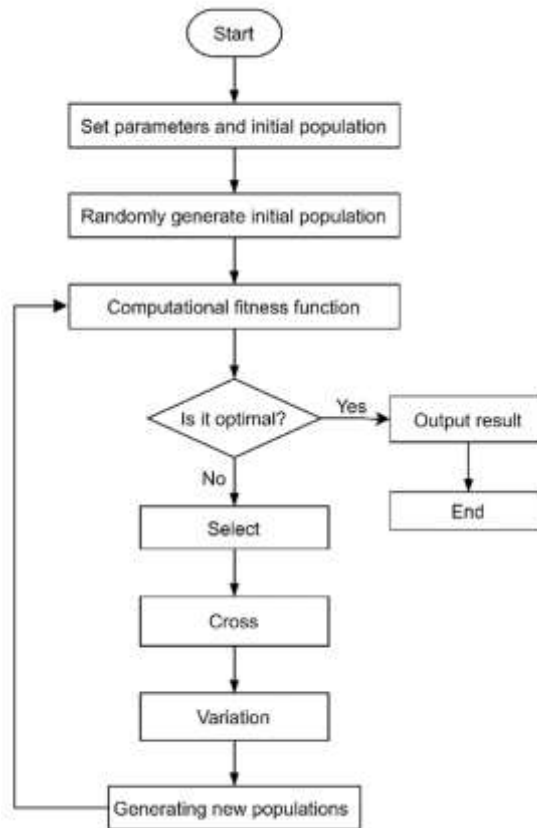 Start
Set parameters and initial population
Randomly generate initial population
Computational fitness function
Is it optimal?
Yes
Output result
No
End
Select
Cross
Variation
Generating new populations